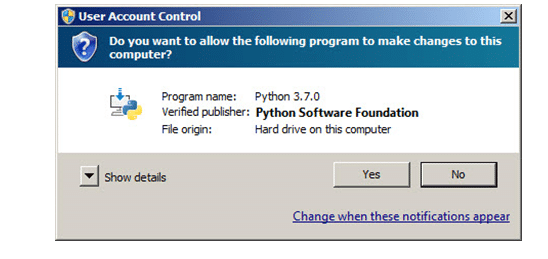 User Account Control
Do you want to allow the following program to make changes to this
computer?
Program name: Python 3.7.0
Verified publisher: Python Software Foundation
File origin: Hard drive on this computer
Show details
Yes
No
Change when these notifications appear